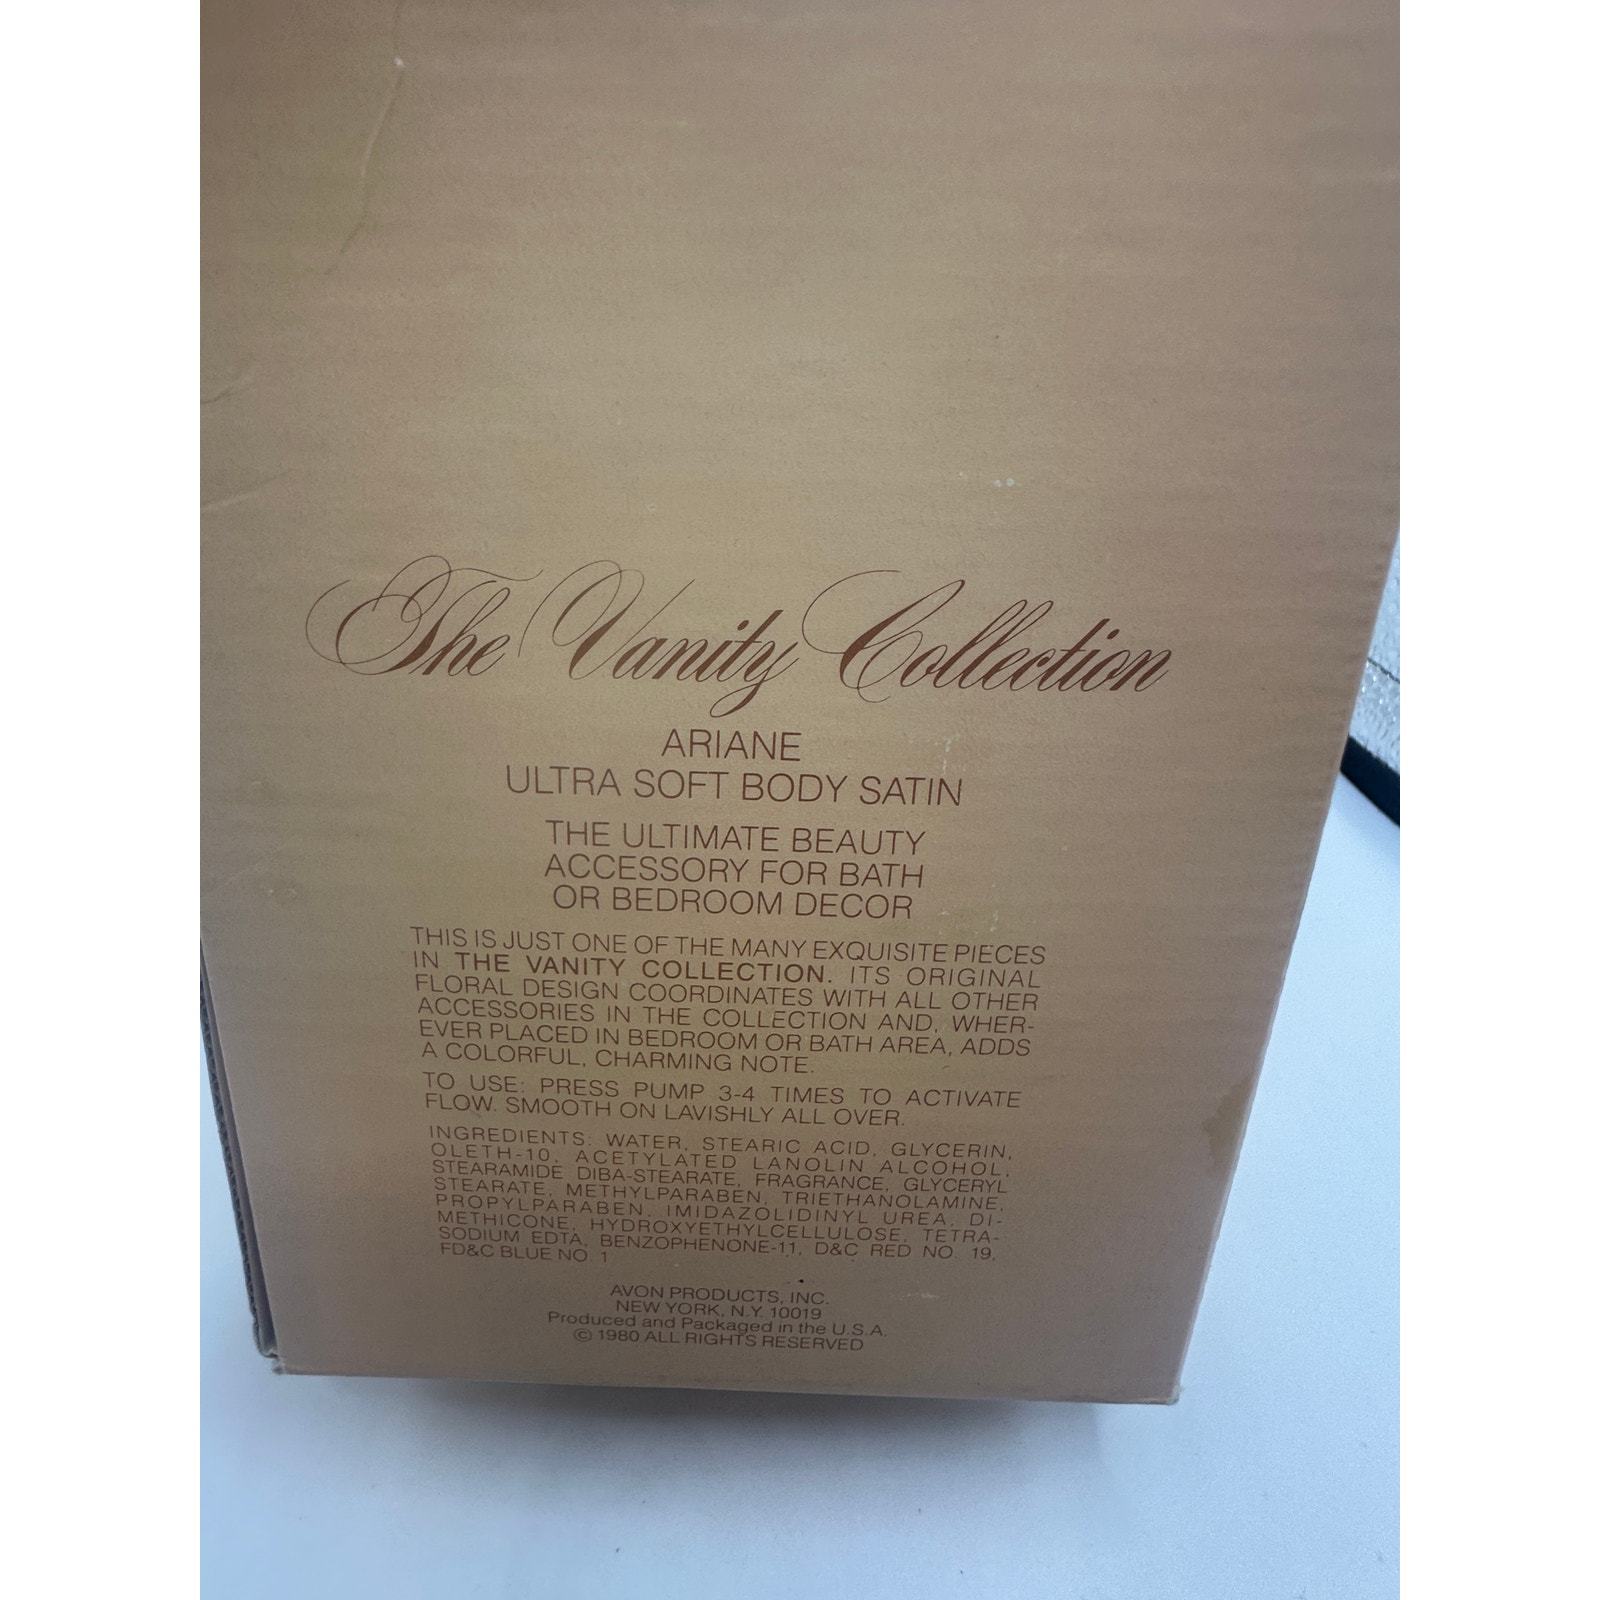 The Vanity Collection
ARIANE
ULTRA SOFT BODY SATIN
THE ULTIMATE BEAUTY
ACCESSORY FOR BATH
OR BEDROOM DECOR
THIS IS JUST ONE OF THE MANY EXQUISITE PIECES
IN THE VANITY COLLECTION. ITS ORIGINAL
FLORAL DESIGN COORDINATES WITH ALL OTHER
ACCESSORIES IN THE COLLECTION AND, WHER-
EVER PLACED IN BEDROOM OR BATH AREA, ADDS
A COLORFUL, CHARMING NOTE.
TO USE: PRESS PUMP 3-4 TIMES TO ACTIVATE
FLOW. SMOOTH ON LAVISHLY ALL OVER.
INGREDIENTS: WATER, STEARIC ACID, GLYCERIN,
OLETH-10, ACETYLATED LANOLIN ALCOHOL,
STEARAMIDE DIBA-STEARATE, FRAGRANCE, GLYCERYL
STEARATE, METHYLPARABEN, TRIETHANOLAMINE,
PROPYLPARABEN, IMIDAZOLIDINYL UREA, DI-
METHICONE, HYDROXYETHYLCELLULOSE, TETRA-
SODIUM EDTA, BENZOPHENONE-11, D&C RED NO. 19,
FD&C BLUE NO. 1
AVON PRODUCTS, INC.
NEW YORK, N.Y. 10019
Produced and Packaged in the U.S.A.
© 1980 ALL RIGHTS RESERVED